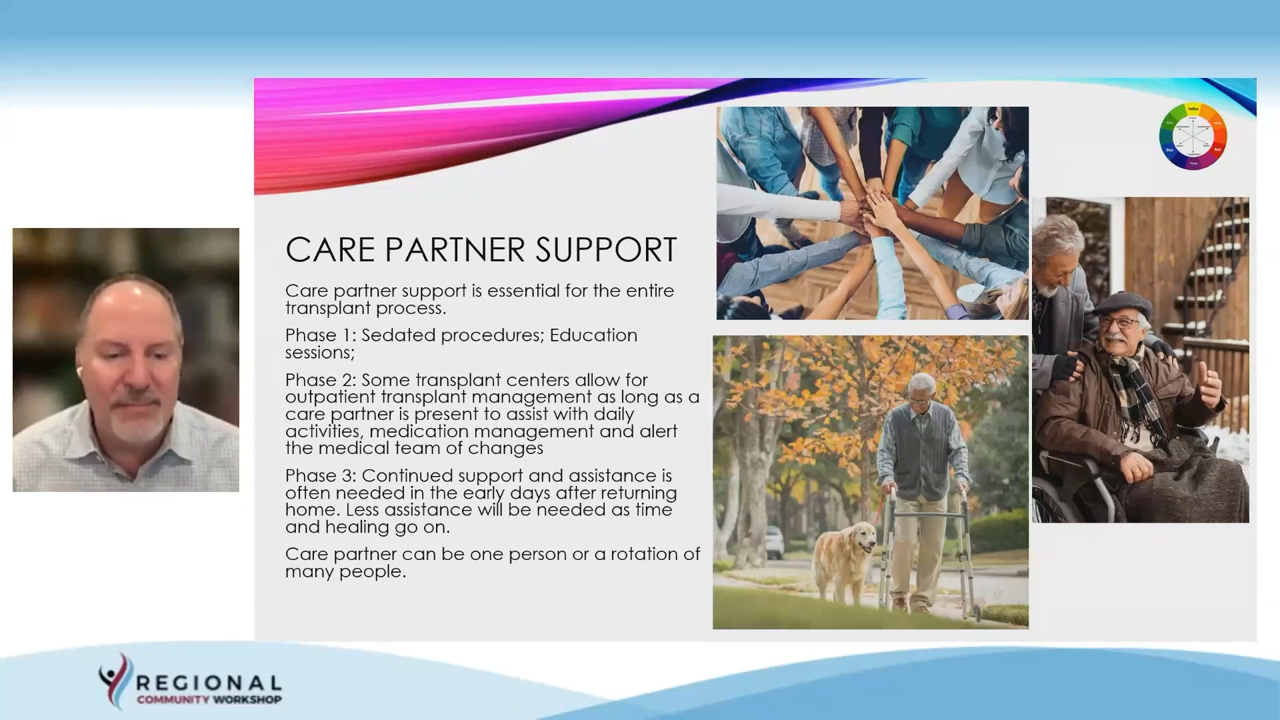 CARE PARTNER SUPPORT
Care partner support is essential for the entire
transplant process.
Phase 1: Sedated procedures; Education
sessions;
Phase 2: Some transplant centers allow for
outpatient transplant management as long as a
care partner is present to assist with daily
activities, medication management and alert
the medical team of changes
Phase 3: Continued support and assistance is
often needed in the early days after returning
home. Less assistance will be needed as time
and healing go on.
Care partner can be one person or a rotation of
many people.
REGIONAL
COMMUNITY WORKSHOP